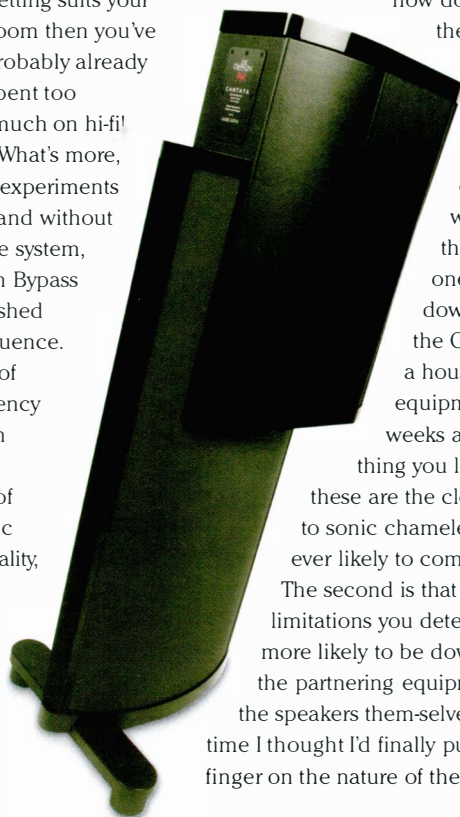 etting suits your
oom then you've
robably already
pent too
much on hi-fi!
What's more,
experiments
and without
e system,
n Bypass
shed
uence.
of
ency
n
of
c
ality,
CANTATA
now do
the
w
th
one
dow
the C
a hous
equipm
weeks a
thing you l
these are the cl
to sonic chamele
ever likely to com
The second is that
limitations you dete
more likely to be dow
the partnering equipm
the speakers them-selve
time I thought I'd finally pu
finger on the nature of the